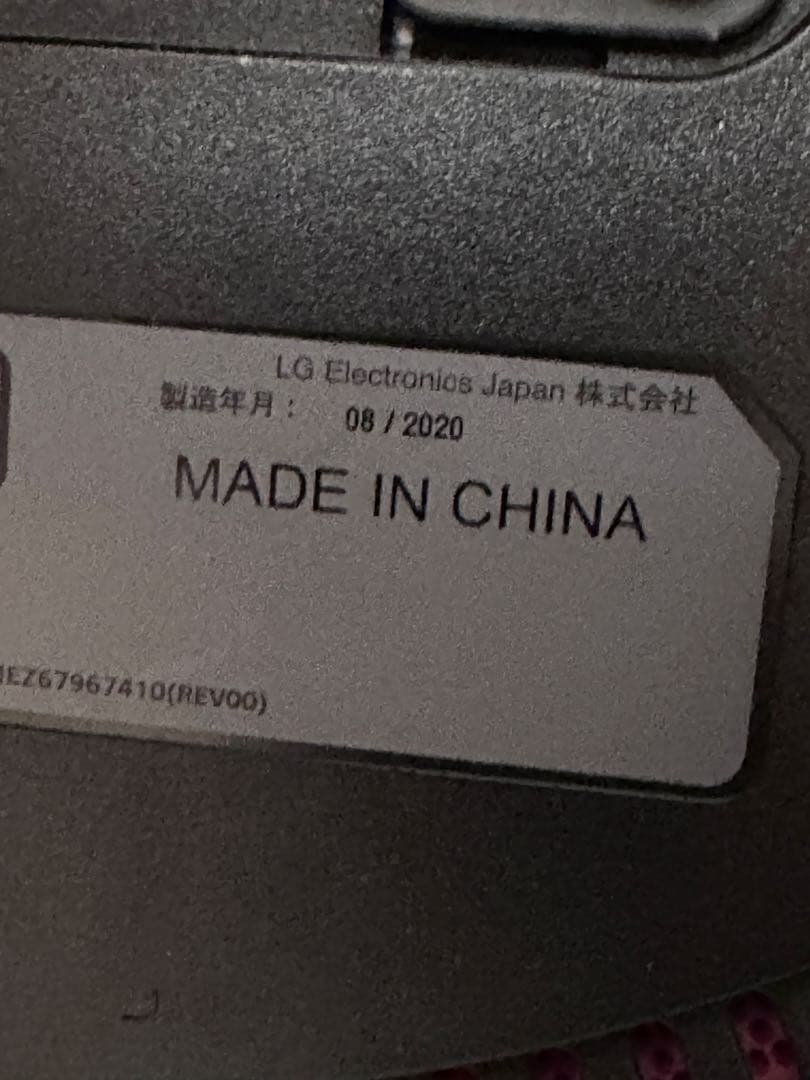 LG Electronics Japan 株式会社
製造年月： 08 / 2020
MADE IN CHINA
EZ67967410(REV00)